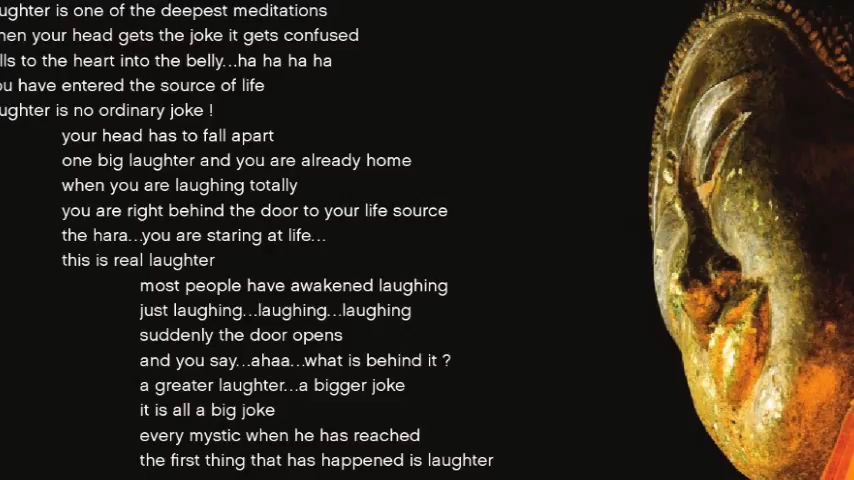 ughter is one of the deepest meditations
hen your head gets the joke it gets confused
lls to the heart into the belly...ha ha ha ha
ou have entered the source of life
ughter is no ordinary joke !
your head has to fall apart
one big laughter and you are already home
when you are laughing totally
you are right behind the door to your life source
the hara...you are staring at life...
this is real laughter
most people have awakened laughing
just laughing...laughing...laughing
suddenly the door opens
and you say...ahaa...what is behind it ?
a greater laughter...a bigger joke
it is all a big joke
every mystic when he has reached
the first thing that has happened is laughter